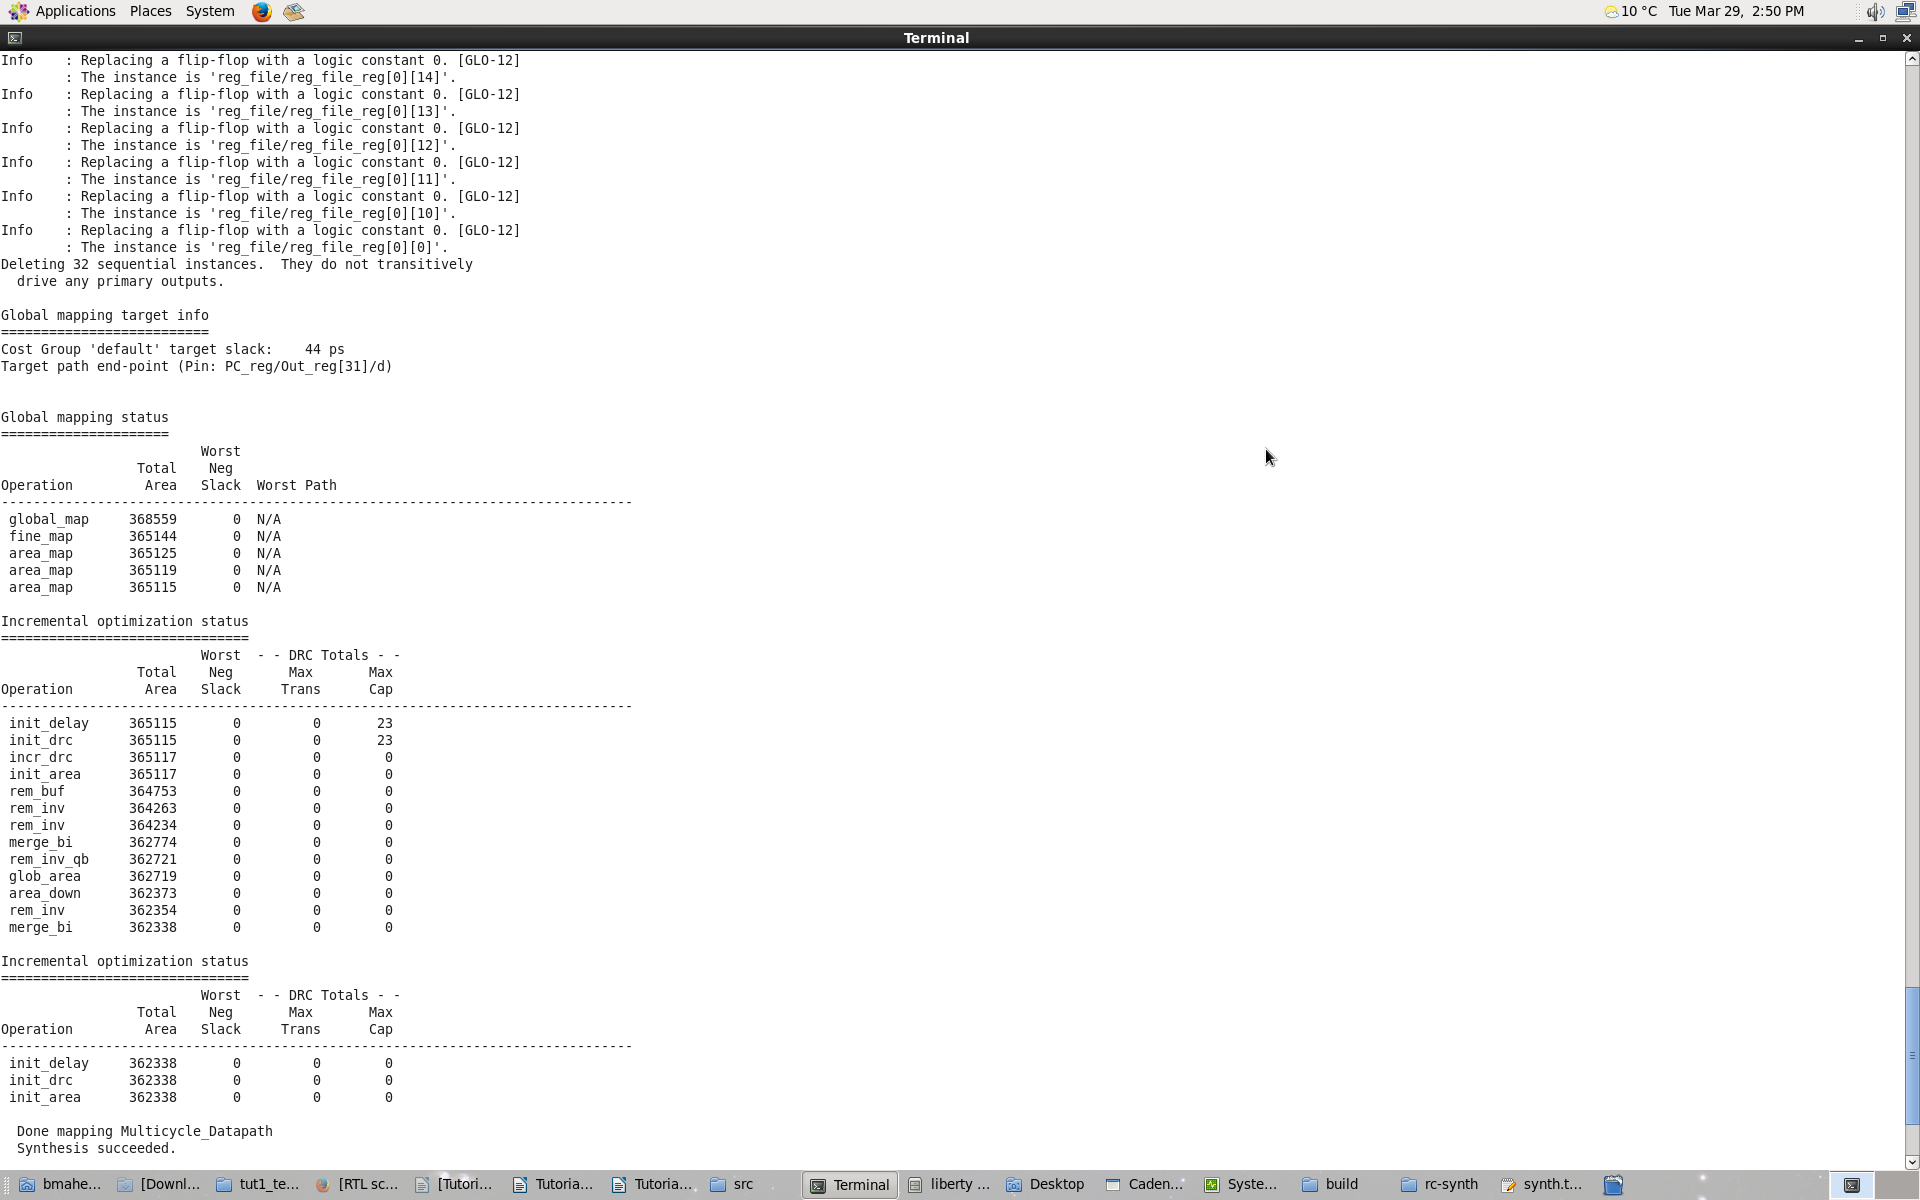 Applications Places System 10 °C Tue Mar 29, 2:50 PM
Terminal
Info    : Replacing a flip-flop with a logic constant 0. [GLO-12]
        : The instance is 'reg_file/reg_file_reg[0][14]'.
Info    : Replacing a flip-flop with a logic constant 0. [GLO-12]
        : The instance is 'reg_file/reg_file_reg[0][13]'.
Info    : Replacing a flip-flop with a logic constant 0. [GLO-12]
        : The instance is 'reg_file/reg_file_reg[0][12]'.
Info    : Replacing a flip-flop with a logic constant 0. [GLO-12]
        : The instance is 'reg_file/reg_file_reg[0][11]'.
Info    : Replacing a flip-flop with a logic constant 0. [GLO-12]
        : The instance is 'reg_file/reg_file_reg[0][10]'.
Info    : Replacing a flip-flop with a logic constant 0. [GLO-12]
        : The instance is 'reg_file/reg_file_reg[0][0]'.
Deleting 32 sequential instances.  They do not transitively
  drive any primary outputs.
Global mapping target info
==========================
Cost Group 'default' target slack:    44 ps
Target path end-point (Pin: PC_reg/Out_reg[31]/d)
Global mapping status
=====================
                         Worst
                 Total    Neg
Operation         Area   Slack  Worst Path
-------------------------------------------------------------------------------
 global_map     368559       0  N/A
 fine_map       365144       0  N/A
 area_map       365125       0  N/A
 area_map       365119       0  N/A
 area_map       365115       0  N/A
Incremental optimization status
===============================
                         Worst  - - DRC Totals - -
                 Total    Neg       Max       Max
Operation         Area   Slack     Trans      Cap
-------------------------------------------------------------------------------
 init_delay     365115       0         0       23
 init_drc       365115       0         0       23
 incr_drc       365117       0         0        0
 init_area      365117       0         0        0
 rem_buf        364753       0         0        0
 rem_inv        364263       0         0        0
 rem_inv        364234       0         0        0
 merge_bi       362774       0         0        0
 rem_inv_qb     362721       0         0        0
 glob_area      362719       0         0        0
 area_down      362373       0         0        0
 rem_inv        362354       0         0        0
 merge_bi       362338       0         0        0
Incremental optimization status
===============================
                         Worst  - - DRC Totals - -
                 Total    Neg       Max       Max
Operation         Area   Slack     Trans      Cap
-------------------------------------------------------------------------------
 init_delay     362338       0         0        0
 init_drc       362338       0         0        0
 init_area      362338       0         0        0
  Done mapping Multicycle_Datapath
  Synthesis succeeded.
bmahe... [Downl... tut1_te... [RTL sc... [Tutori... Tutoria... Tutoria... src Terminal liberty ... Desktop Caden... Syste... build rc-synth synth.t...